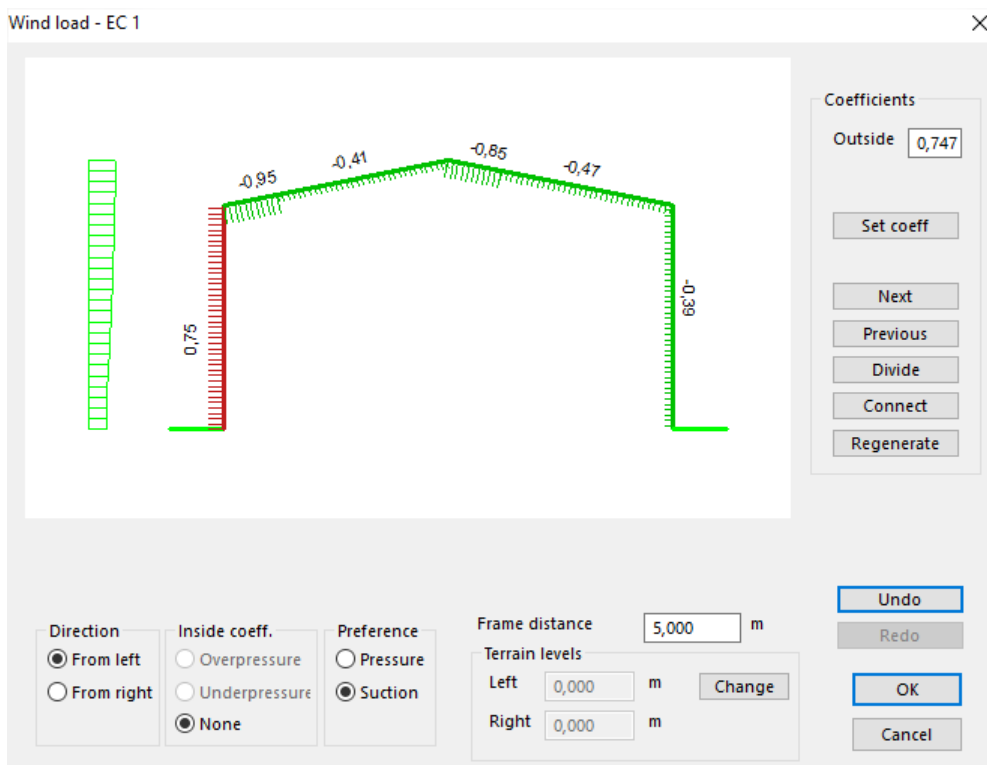 Wind load - EC 1
-0,95
-0,41
-0,85
-0,47
0,75
-0,39
Coefficients
Outside 0,747
Set coeff
Next
Previous
Divide
Connect
Regenerate
Direction
From left
From right
Inside coeff.
Overpressure
Underpressure
None
Preference
Pressure
Suction
Frame distance 5,000 m
Terrain levels
Left 0,000 m
Change
Right 0,000 m
Undo
Redo
OK
Cancel